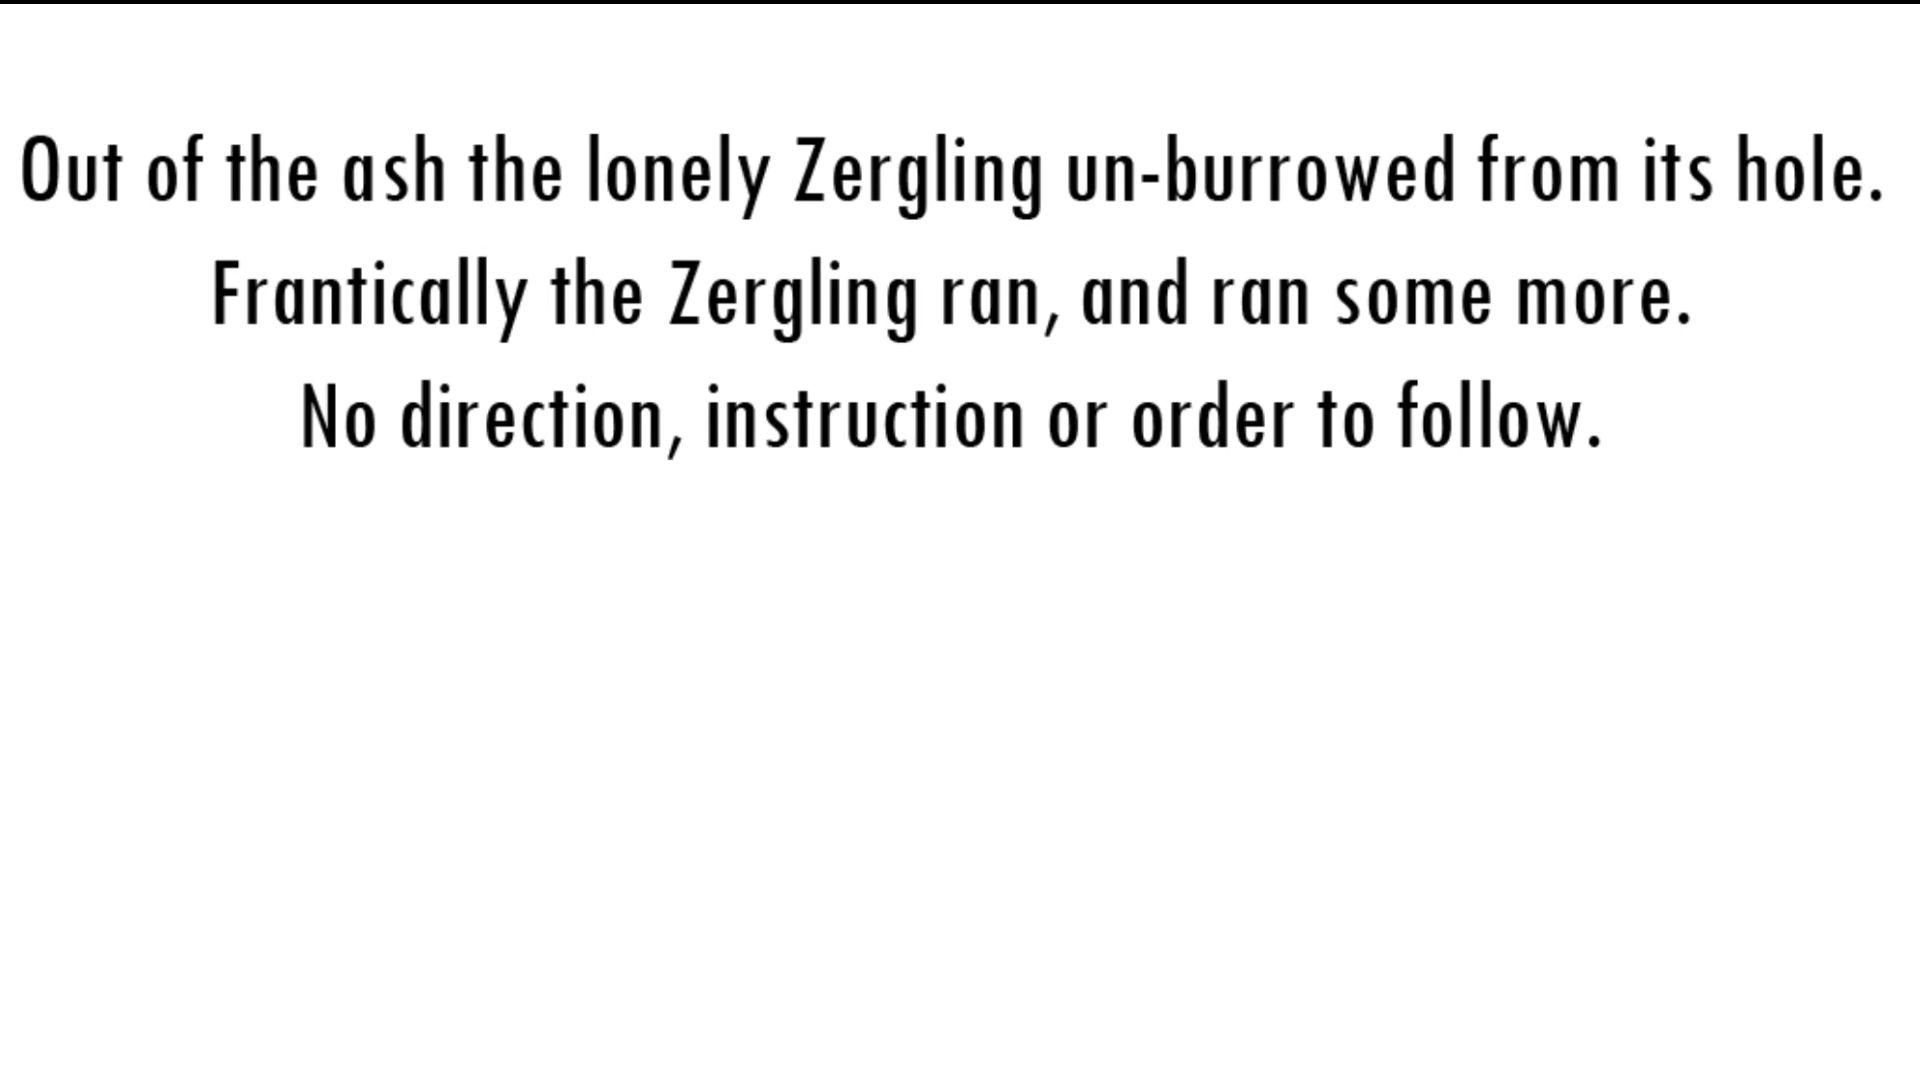 Out of the ash the lonely Zergling un-burrowed from its hole.
Frantically the Zergling ran, and ran some more.
No direction, instruction or order to follow.